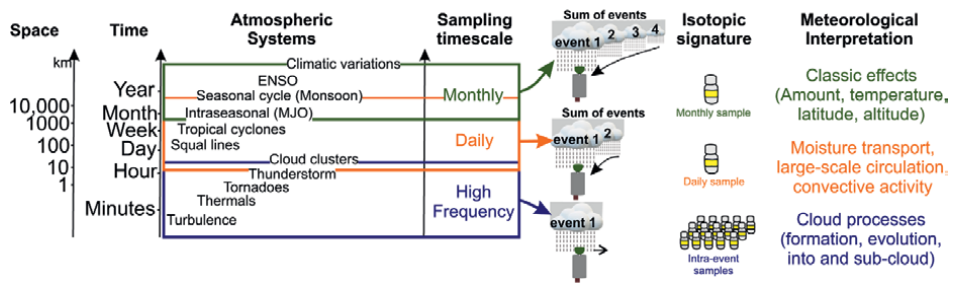 Space
Time
Atmospheric
Systems
Sampling
timescale
Sum of events
Isotopic
signature
Meteorological
Interpretation
km
10,000
1000
100
10
1
Year
Month
Week
Day
Hour
Minutes
Climatic variations
ENSO
Seasonal cycle (Monsoon)
Intraseasonal (MJO)
Tropical cyclones
Squal lines
Cloud clusters
Thunderstorm
Tornadoes
Thermals
Turbulence
Monthly
Daily
High
Frequency
event 1 2 3 4
Sum of events
event 1 2
event 1
Monthly sample
Daily sample
Intra-event
samples
Classic effects
(Amount, temperature,
latitude, altitude)
Moisture transport,
large-scale circulation,
convective activity
Cloud processes
(formation, evolution,
into and sub-cloud)